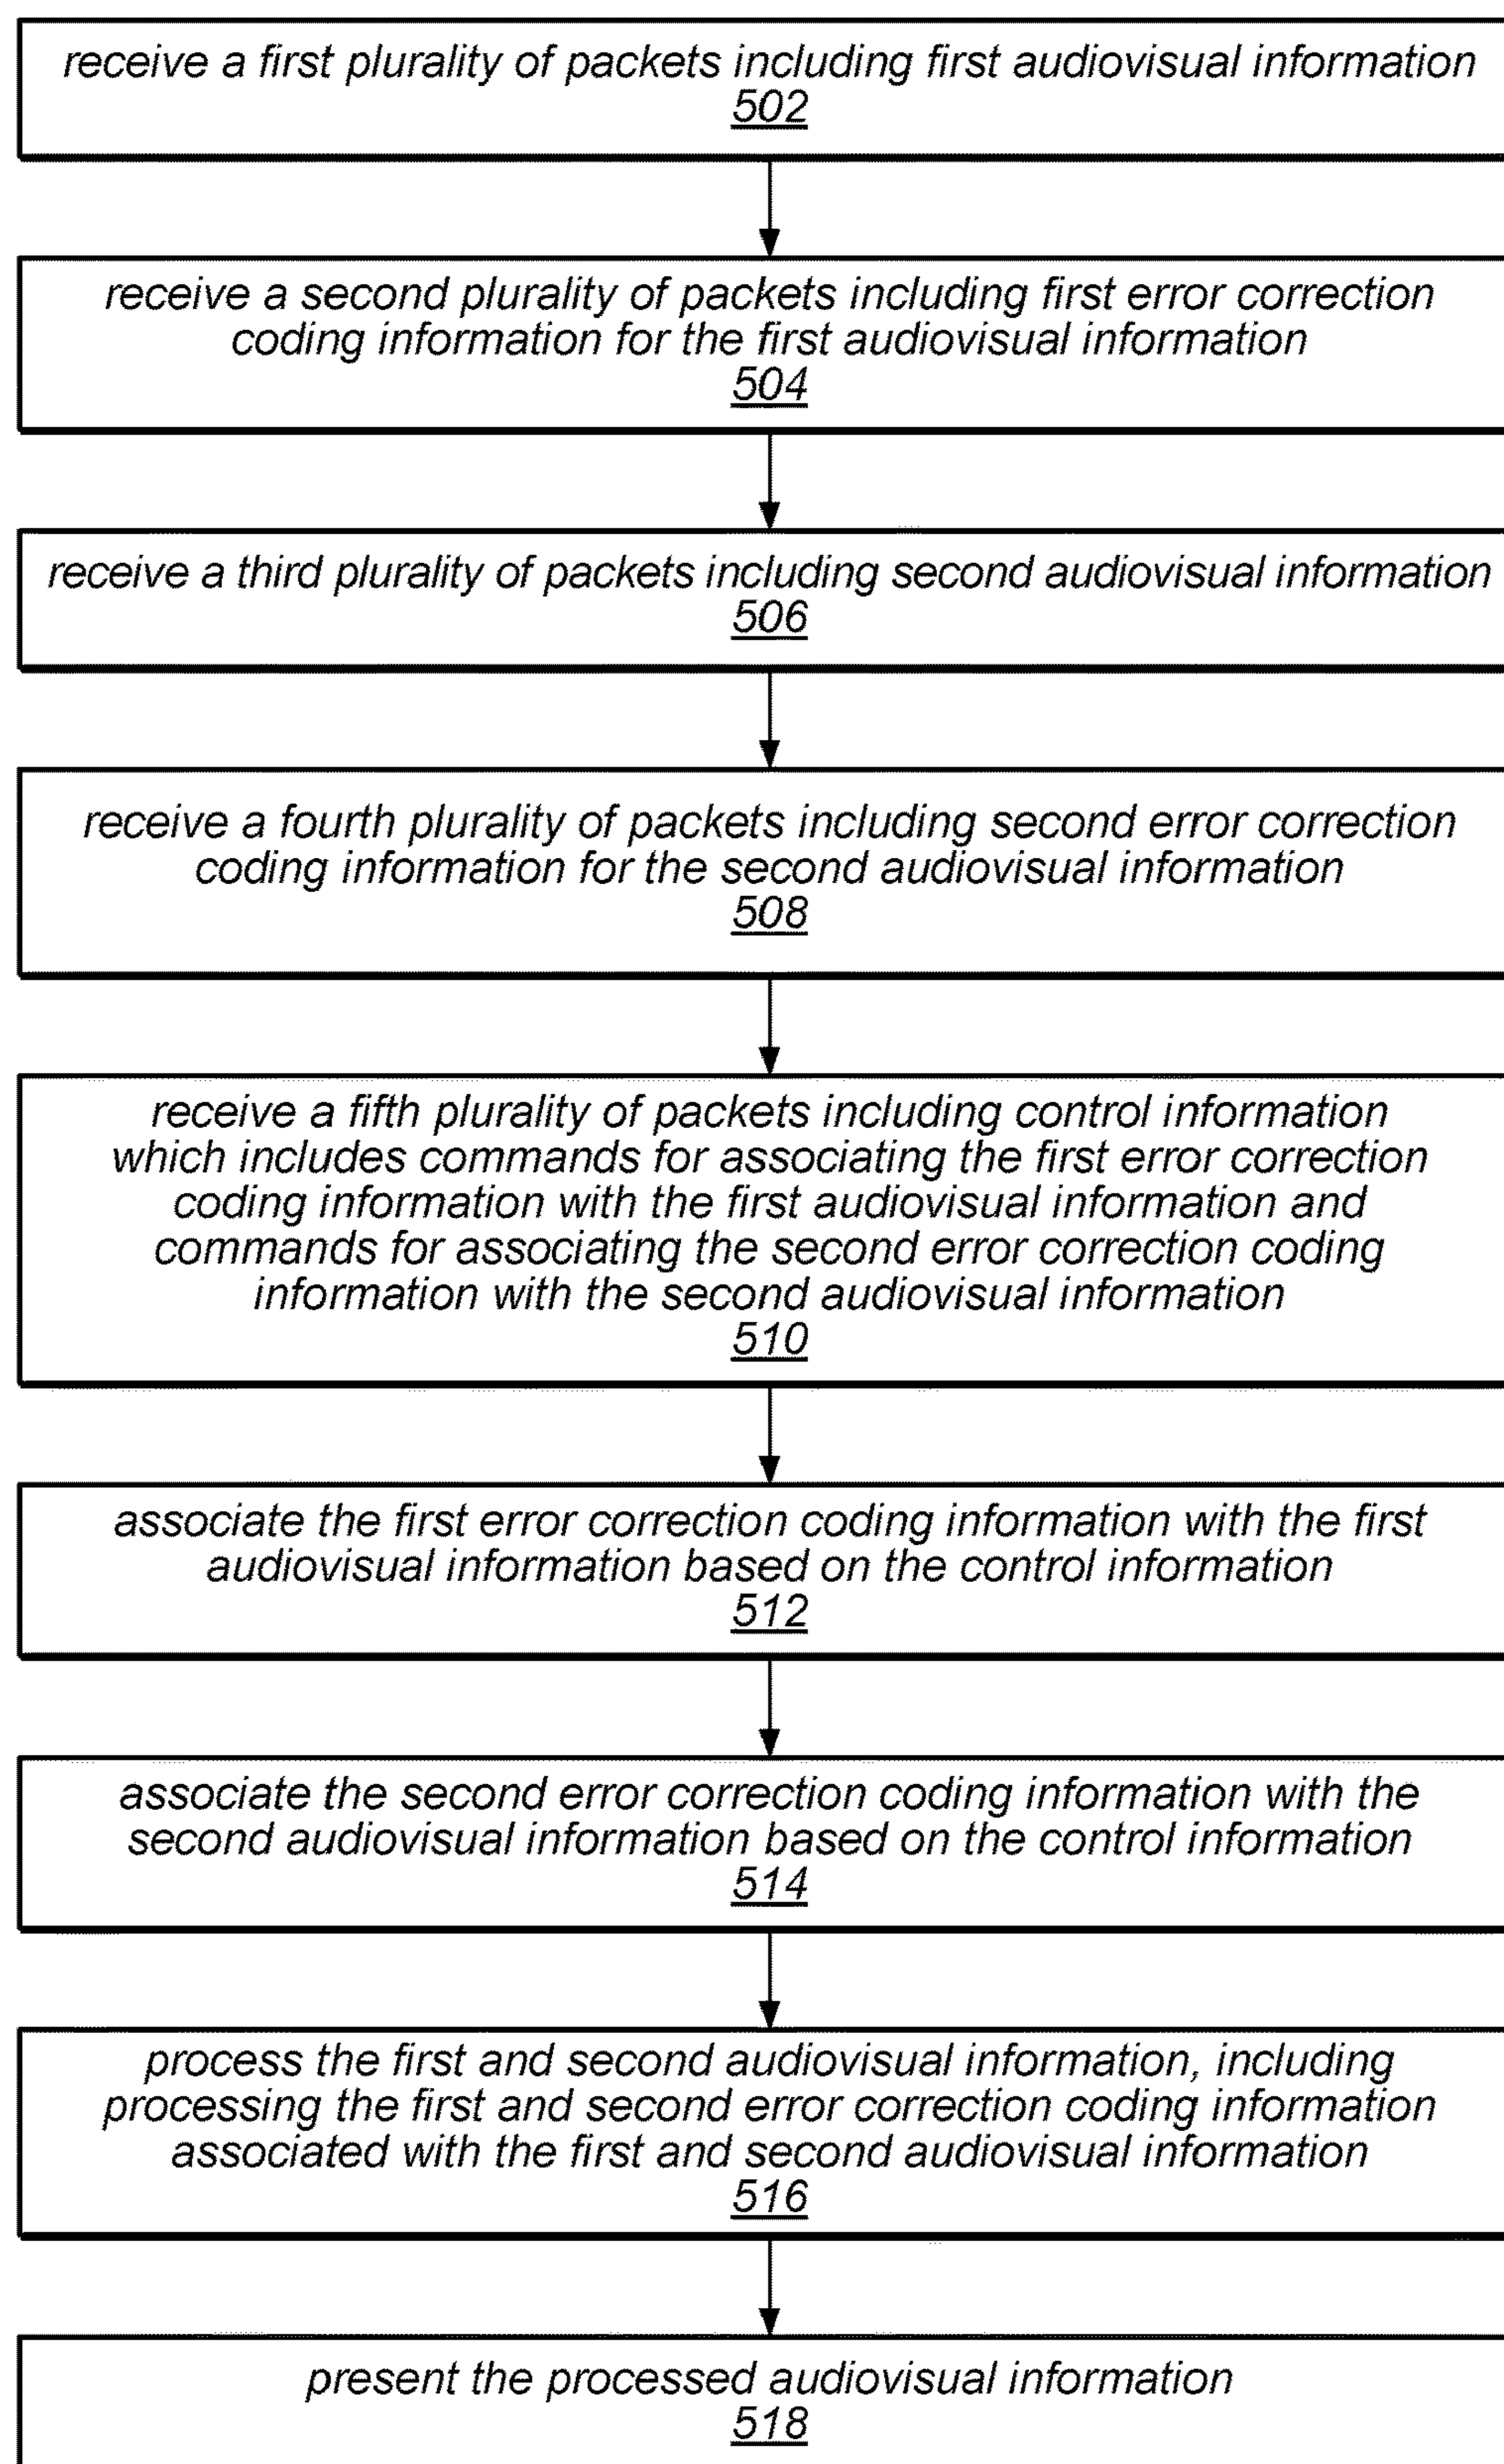 receive a first plurality of packets including first audiovisual information
502
receive a second plurality of packets including first error correction
coding information for the first audiovisual information
504
receive a third plurality of packets including second audiovisual information
506
receive a fourth plurality of packets including second error correction
coding information for the second audiovisual information
508
receive a fifth plurality of packets including control information
which includes commands for associating the first error correction
coding information with the first audiovisual information and
commands for associating the second error correction coding
information with the second audiovisual information
510
associate the first error correction coding information with the first
audiovisual information based on the control information
512
associate the second error correction coding information with the
second audiovisual information based on the control information
514
process the first and second audiovisual information, including
processing the first and second error correction coding information
associated with the first and second audiovisual information
516
present the processed audiovisual information
518